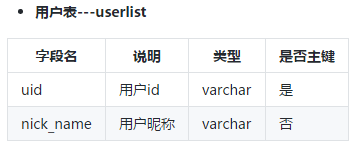 用户表---userlist
字段名 说明 类型 是否主键
uid 用户id varchar 是
nick_name 用户昵称 varchar 否